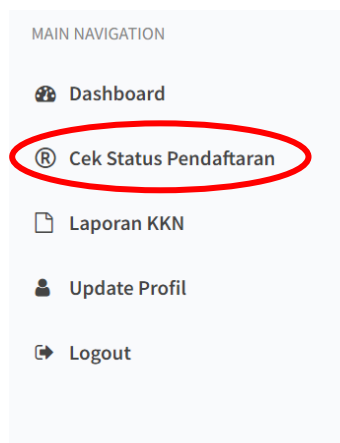 MAIN NAVIGATION
Dashboard
® Cek Status Pendaftaran
Laporan KKN
Update Profil
Logout